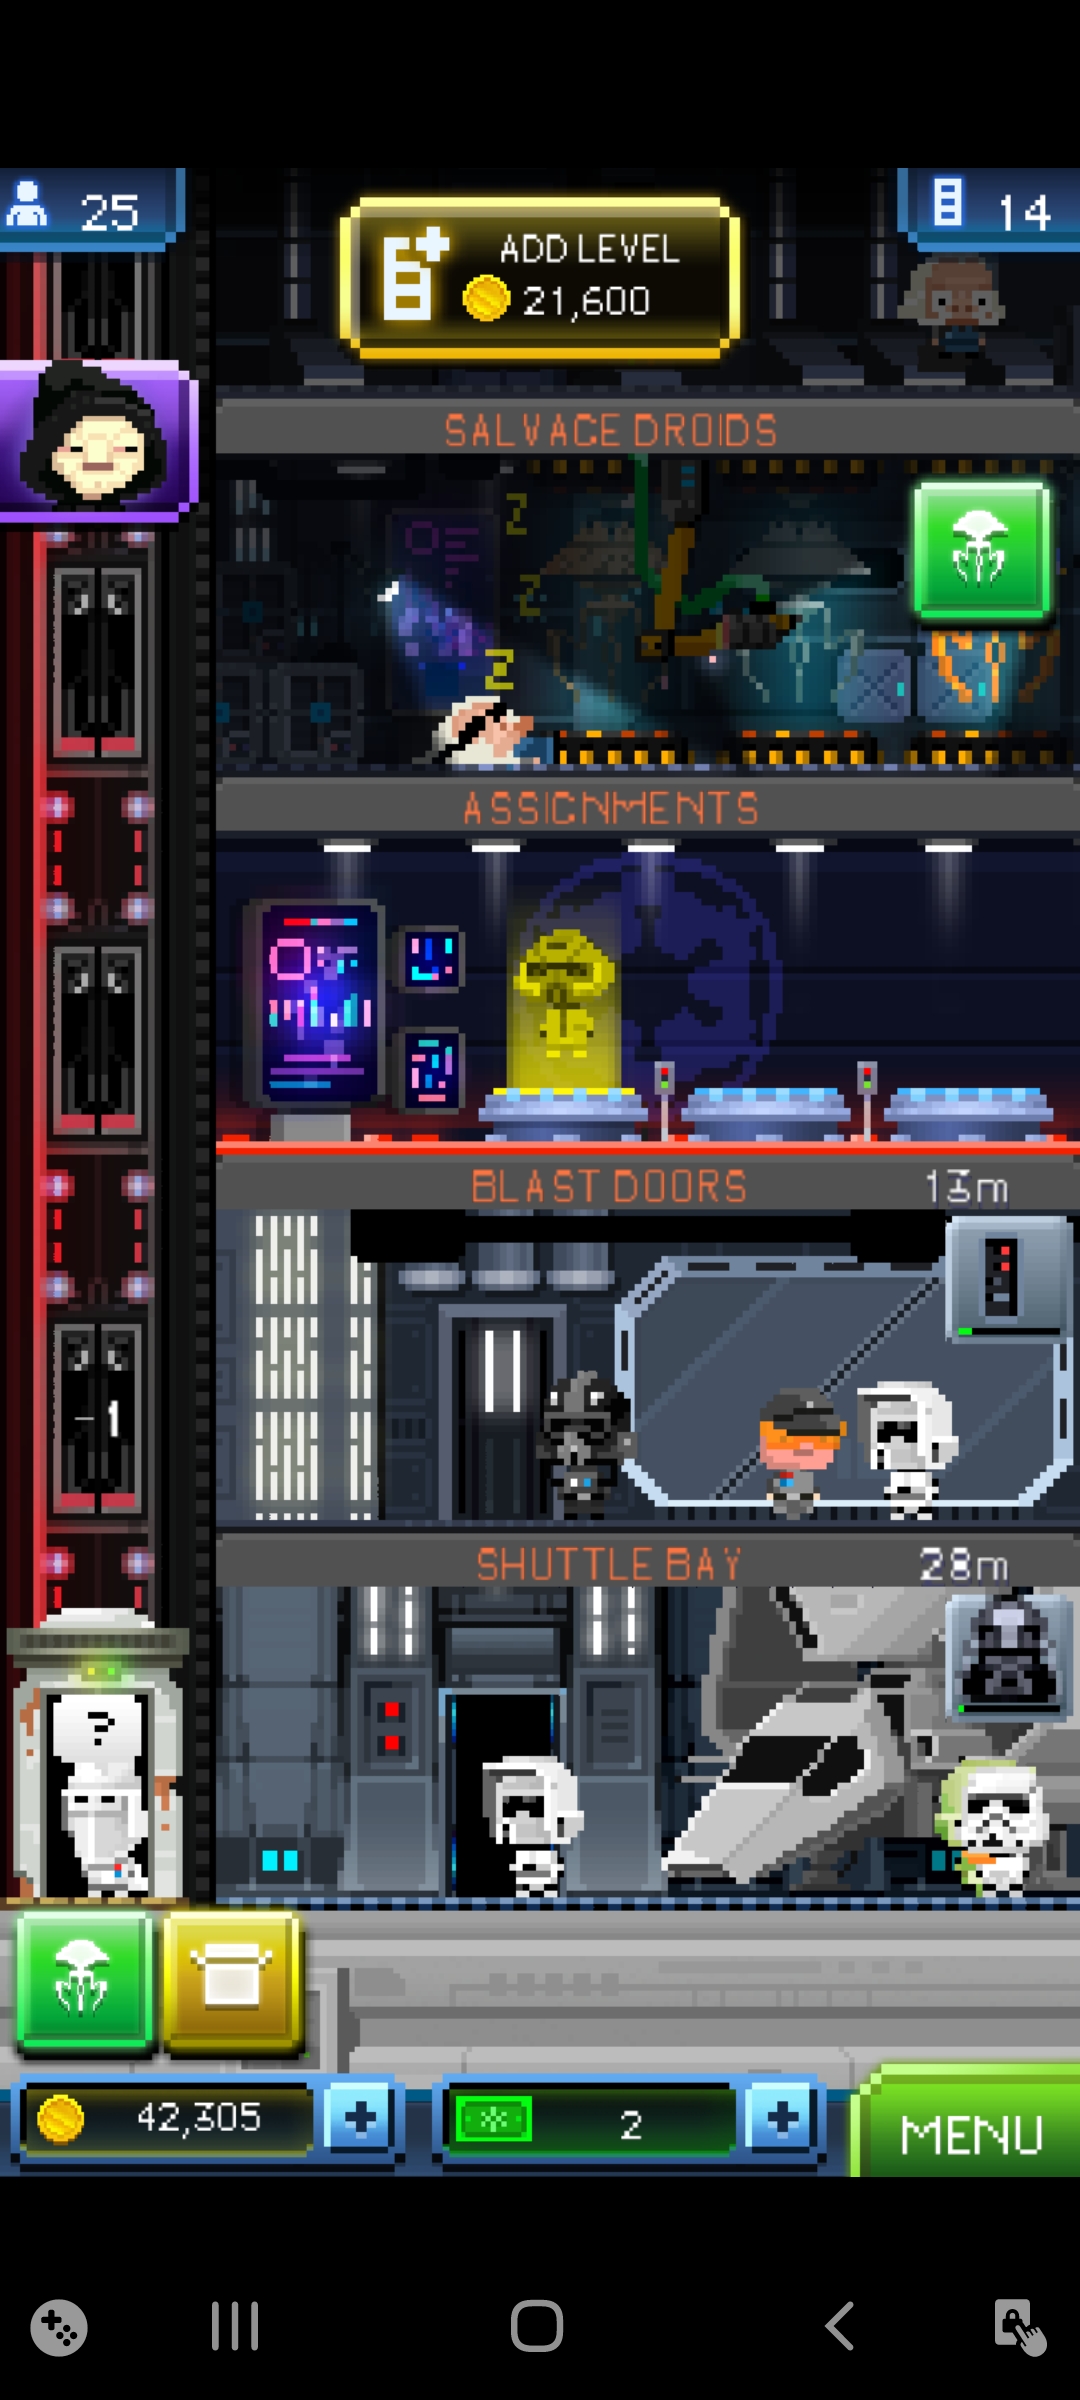 25
14
ADD LEVEL
21,600
SALVAGE DROIDS
Z
Z
Z
ASSIGNMENTS
BLAST DOORS 13m
-1
SHUTTLE BAY 28m
?
42,305
2
MENU